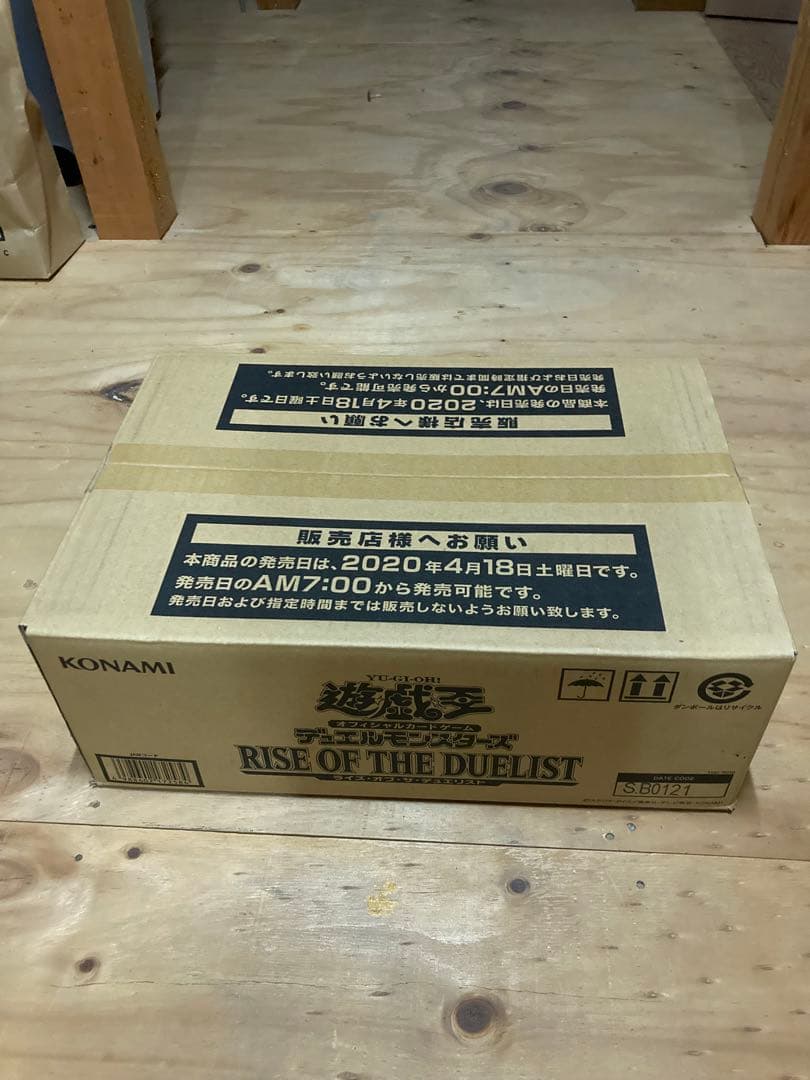 販売店様へお願い
本商品の発売日は、2020年4月18日土曜日です。
発売日のAM7:00から発売可能です。
発売日および指定時間までは販売しないようお願い致します。
販売店様へお願い
本商品の発売日は、2020年4月18日土曜日です。
発売日のAM7:00から発売可能です。
発売日および指定時間までは販売しないようお願い致します。
KONAMI
YU-GI-OH!
遊戯王
オフィシャルカードゲーム
デュエルモンスターズ
RISE OF THE DUELIST
ライズ・オブ・ザ・デュエリスト
JANコード
ダンボールはリサイクル
DATE CODE
S.B0121
C